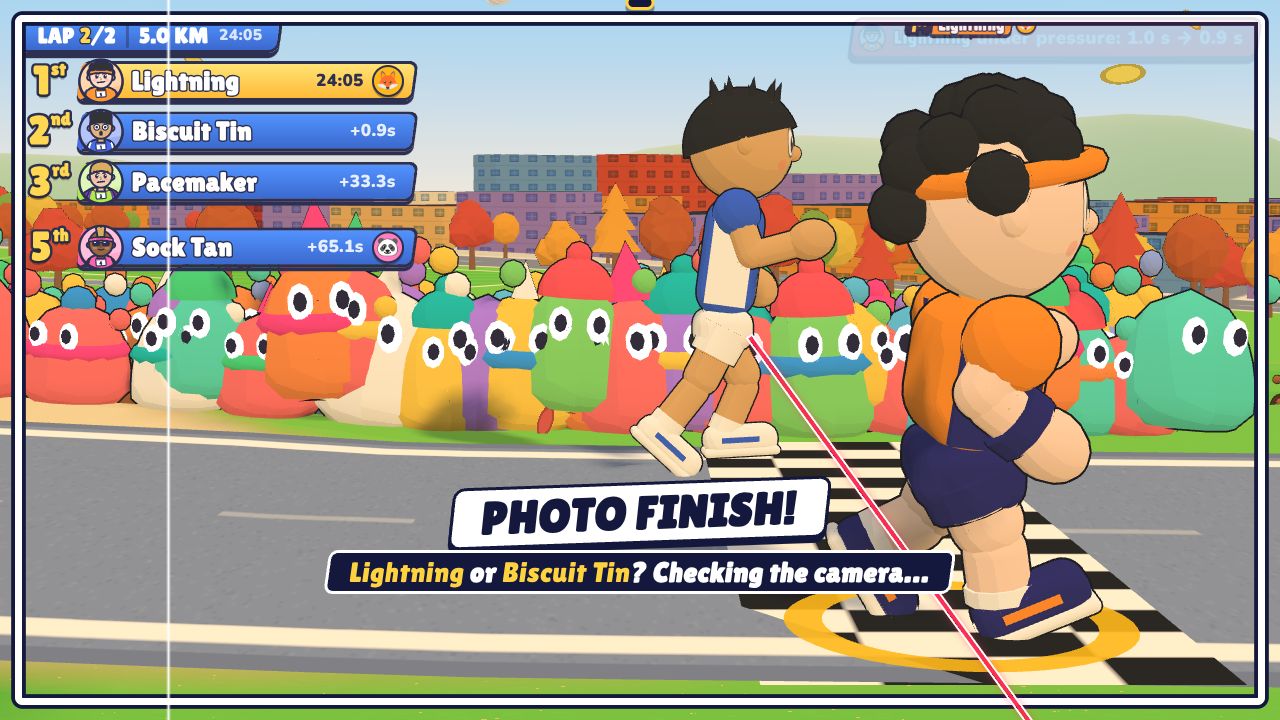 LAP 2/2 5.0 KM 24:05
Lightning
Lightning under pressure: 1.0 s → 0.9 s
1st Lightning 24:05
2nd Biscuit Tin +0.9s
3rd Pacemaker +33.3s
5th Sock Tan +65.1s
PHOTO FINISH!
Lightning or Biscuit Tin? Checking the camera...